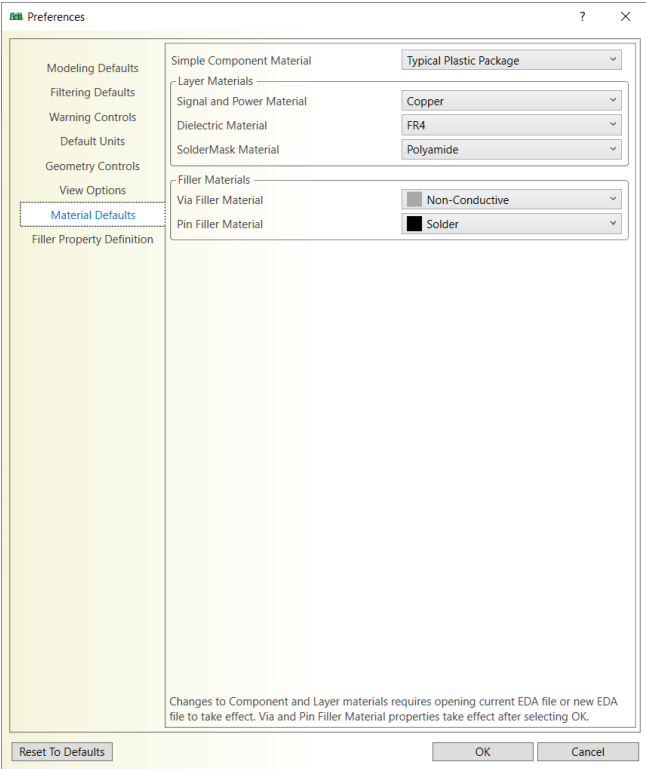 Preferences
Modeling Defaults
Filtering Defaults
Warning Controls
Default Units
Geometry Controls
View Options
Material Defaults
Filler Property Definition
Simple Component Material Typical Plastic Package
Layer Materials
Signal and Power Material Copper
Dielectric Material FR4
SolderMask Material Polyamide
Filler Materials
Via Filler Material Non-Conductive
Pin Filler Material Solder
Changes to Component and Layer materials requires opening current EDA file or new EDA
file to take effect. Via and Pin Filler Material properties take effect after selecting OK.
Reset To Defaults OK Cancel